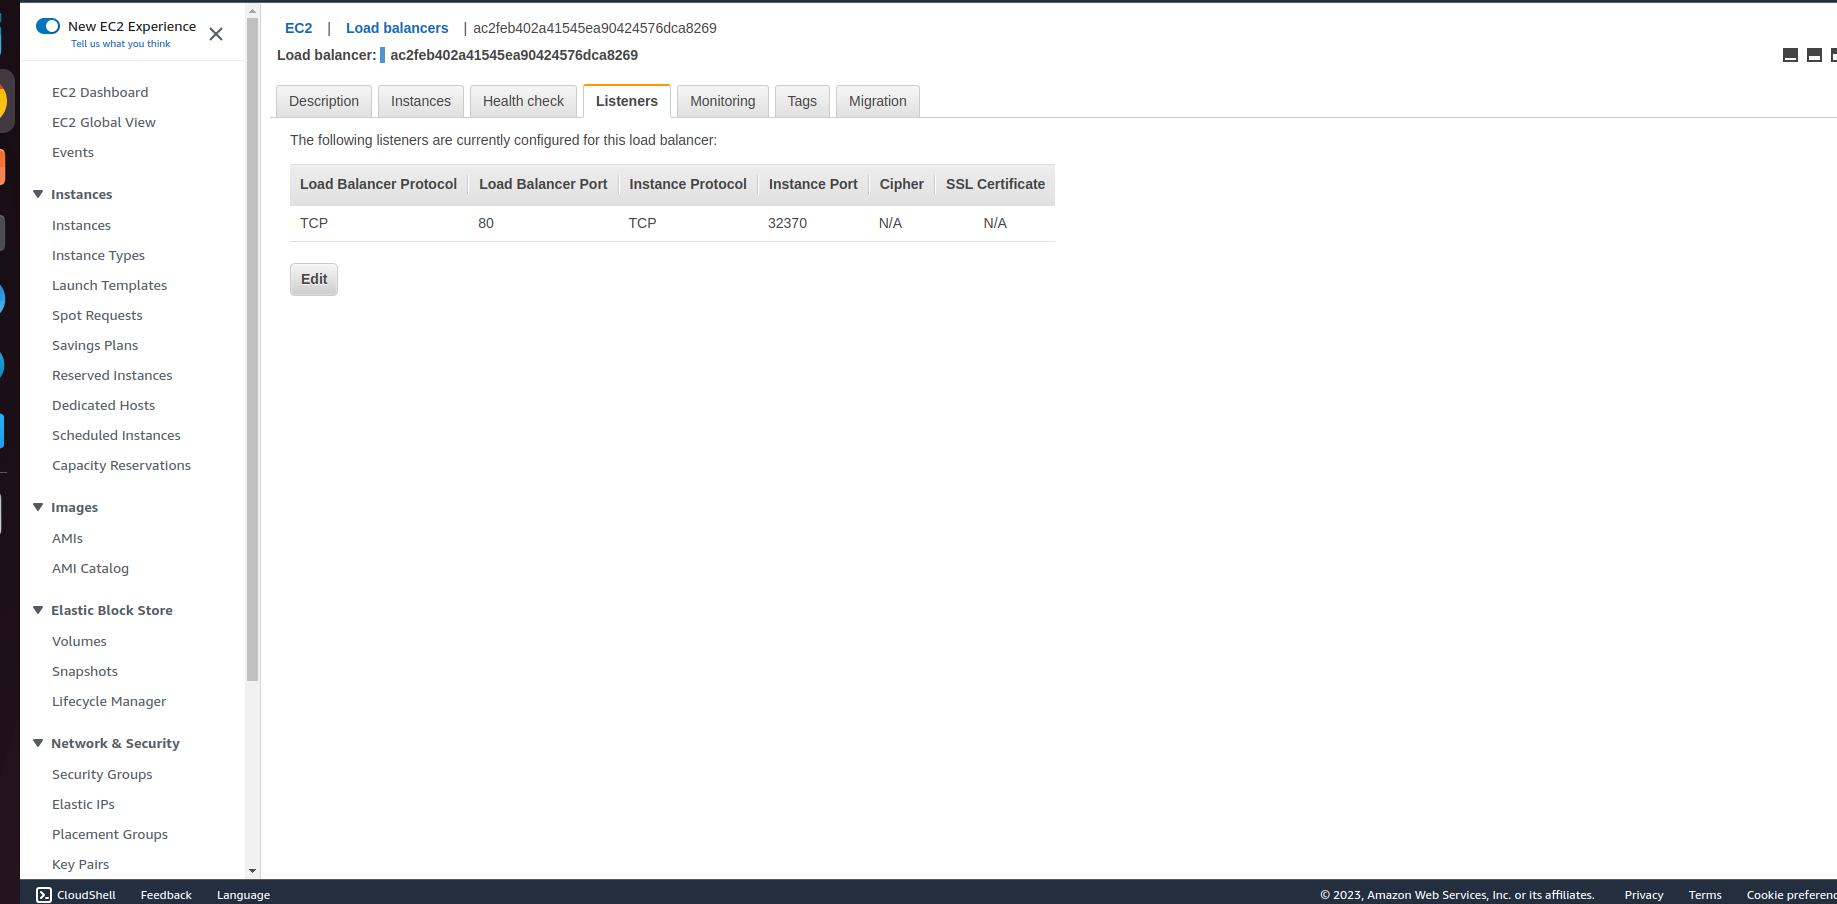 New EC2 Experience
Tell us what you think
EC2 Dashboard
EC2 Global View
Events
Instances
Instances
Instance Types
Launch Templates
Spot Requests
Savings Plans
Reserved Instances
Dedicated Hosts
Scheduled Instances
Capacity Reservations
Images
AMIs
AMI Catalog
Elastic Block Store
Volumes
Snapshots
Lifecycle Manager
Network & Security
Security Groups
Elastic IPs
Placement Groups
Key Pairs
EC2 | Load balancers | ac2feb402a41545ea90424576dca8269
Load balancer: ac2feb402a41545ea90424576dca8269
Description Instances Health check Listeners Monitoring Tags Migration
The following listeners are currently configured for this load balancer:
Load Balancer Protocol Load Balancer Port Instance Protocol Instance Port Cipher SSL Certificate
TCP 80 TCP 32370 N/A N/A
Edit
CloudShell Feedback Language © 2023, Amazon Web Services, Inc. or its affiliates. Privacy Terms Cookie preferenc